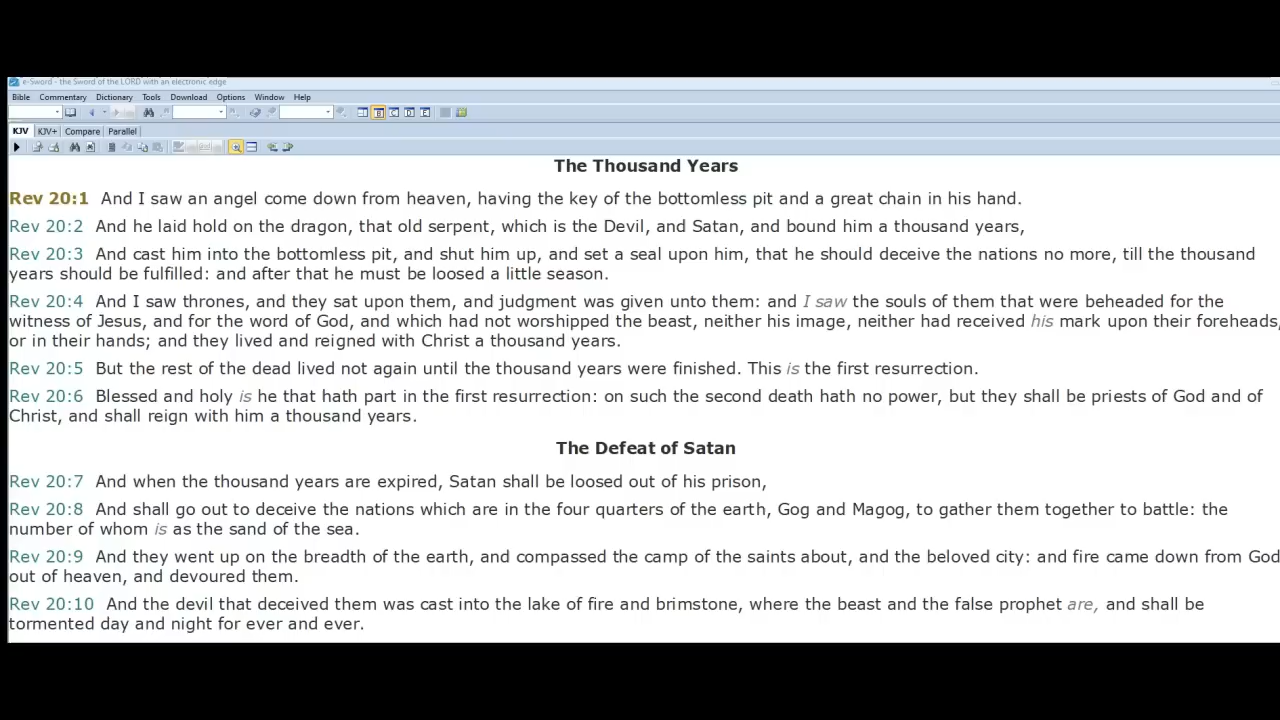 e-Sword - the Sword of the LORD with an electronic edge
Bible Commentary Dictionary Tools Download Options Window Help
B C D E
KJV KJV+ Compare Parallel
The Thousand Years
Rev 20:1 And I saw an angel come down from heaven, having the key of the bottomless pit and a great chain in his hand.
Rev 20:2 And he laid hold on the dragon, that old serpent, which is the Devil, and Satan, and bound him a thousand years,
Rev 20:3 And cast him into the bottomless pit, and shut him up, and set a seal upon him, that he should deceive the nations no more, till the thousand
years should be fulfilled: and after that he must be loosed a little season.
Rev 20:4 And I saw thrones, and they sat upon them, and judgment was given unto them: and I saw the souls of them that were beheaded for the
witness of Jesus, and for the word of God, and which had not worshipped the beast, neither his image, neither had received his mark upon their foreheads,
or in their hands; and they lived and reigned with Christ a thousand years.
Rev 20:5 But the rest of the dead lived not again until the thousand years were finished. This is the first resurrection.
Rev 20:6 Blessed and holy is he that hath part in the first resurrection: on such the second death hath no power, but they shall be priests of God and of
Christ, and shall reign with him a thousand years.
The Defeat of Satan
Rev 20:7 And when the thousand years are expired, Satan shall be loosed out of his prison,
Rev 20:8 And shall go out to deceive the nations which are in the four quarters of the earth, Gog and Magog, to gather them together to battle: the
number of whom is as the sand of the sea.
Rev 20:9 And they went up on the breadth of the earth, and compassed the camp of the saints about, and the beloved city: and fire came down from God
out of heaven, and devoured them.
Rev 20:10 And the devil that deceived them was cast into the lake of fire and brimstone, where the beast and the false prophet are, and shall be
tormented day and night for ever and ever.